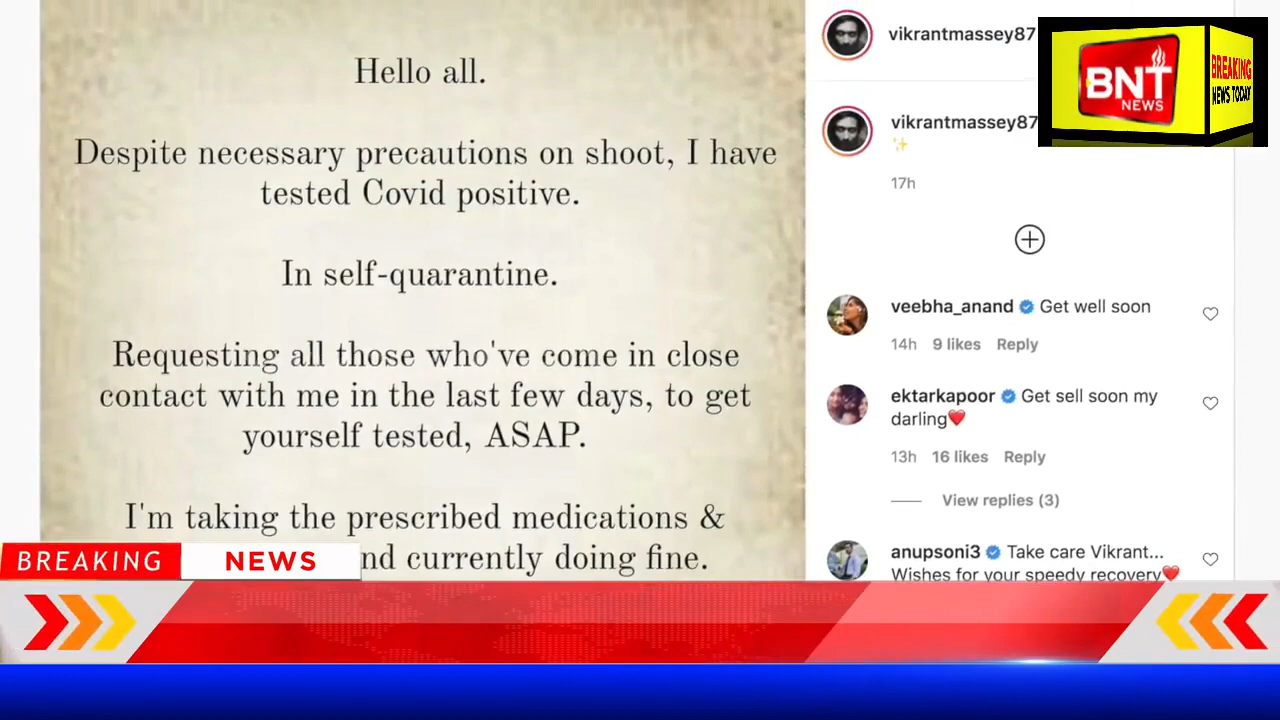 Hello all.
Despite necessary precautions on shoot, I have
tested Covid positive.
In self-quarantine.
Requesting all those who've come in close
contact with me in the last few days, to get
yourself tested, ASAP.
I'm taking the prescribed medications &
nd currently doing fine.
vikrantmassey87
vikrantmassey87
✨
17h
veebha_anand Get well soon
14h 9 likes Reply
ektarkapoor Get sell soon my
darling❤️
13h 16 likes Reply
View replies (3)
anupsoni3 Take care Vikrant...
Wishes for your speedy recovery❤️
BNT
NEWS
BREAKING
NEWS TODAY
BREAKING NEWS